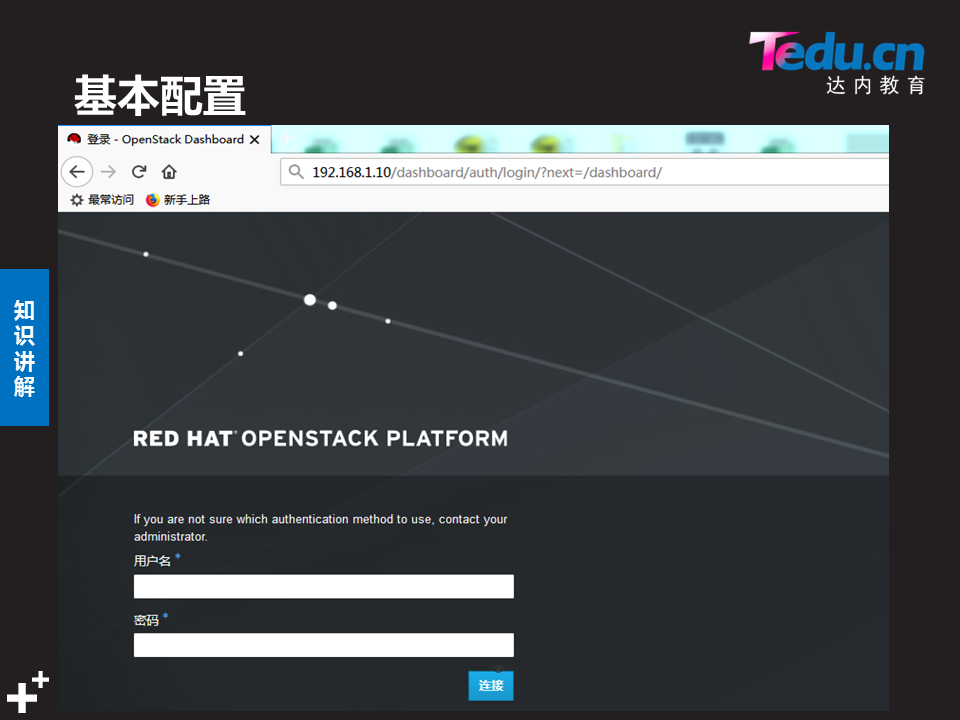 Tedu.cn
达内教育
基本配置
登录 - OpenStack Dashboard
192.168.1.10/dashboard/auth/login/?next=/dashboard/
最常访问 新手上路
知识讲解
RED HAT OPENSTACK PLATFORM
If you are not sure which authentication method to use, contact your
administrator.
用户名 *
密码 *
连接